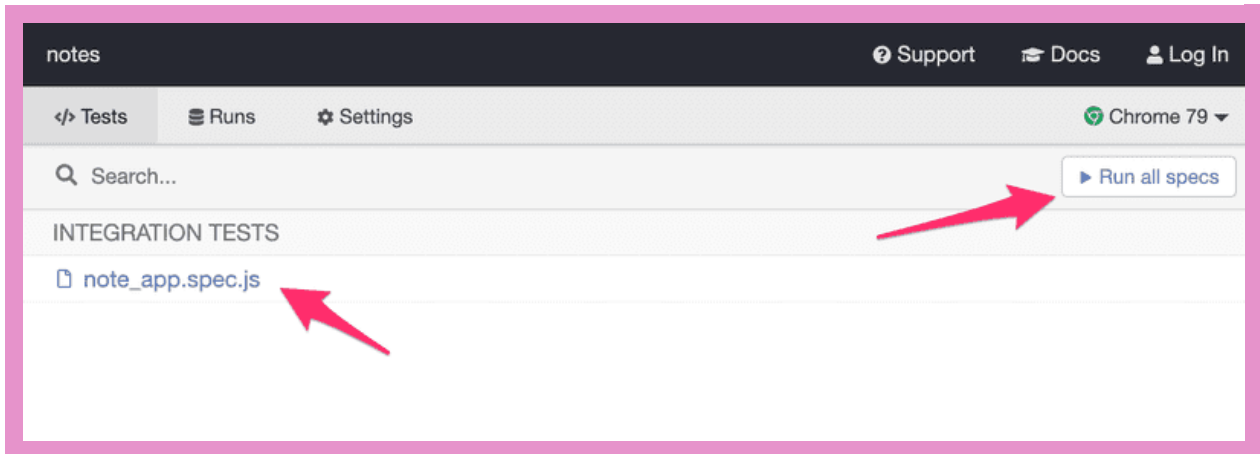 notes Support Docs Log In
</> Tests Runs Settings Chrome 79
Search... Run all specs
INTEGRATION TESTS
note_app.spec.js